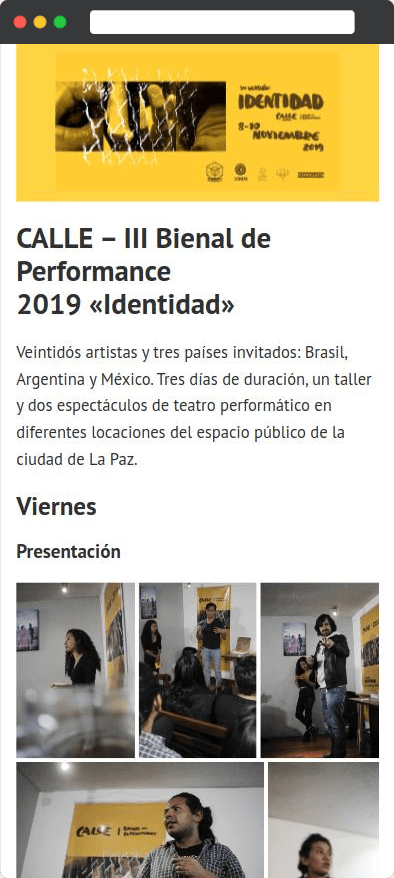 IDENTIDAD
CALLE
8-10
NOVIEMBRE
2019
CALLE – III Bienal de
Performance
2019 «Identidad»
Veintidós artistas y tres países invitados: Brasil,
Argentina y México. Tres días de duración, un taller
y dos espectáculos de teatro performático en
diferentes locaciones del espacio público de la
ciudad de La Paz.
Viernes
Presentación
CALLE